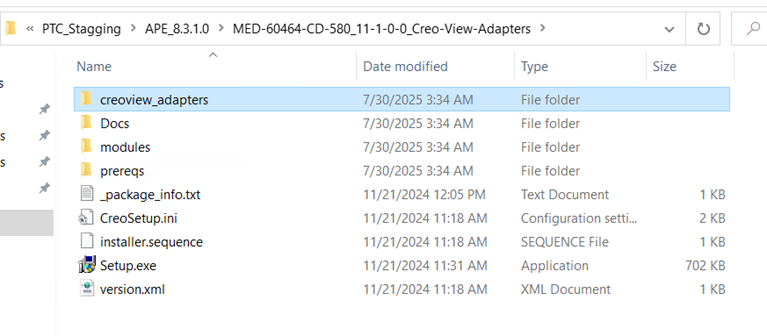 « PTC_Staging > APE_8.3.1.0 > MED-60464-CD-580_11-1-0-0_Creo-View-Adapters >
Name Date modified Type Size
creoview_adapters 7/30/2025 3:34 AM File folder
Docs 7/30/2025 3:34 AM File folder
modules 7/30/2025 3:34 AM File folder
prereqs 7/30/2025 3:34 AM File folder
_package_info.txt 11/21/2024 12:05 PM Text Document 1 KB
CreoSetup.ini 11/21/2024 11:18 AM Configuration setti... 2 KB
installer.sequence 11/21/2024 11:18 AM SEQUENCE File 1 KB
Setup.exe 11/21/2024 11:31 AM Application 702 KB
version.xml 11/21/2024 11:18 AM XML Document 1 KB